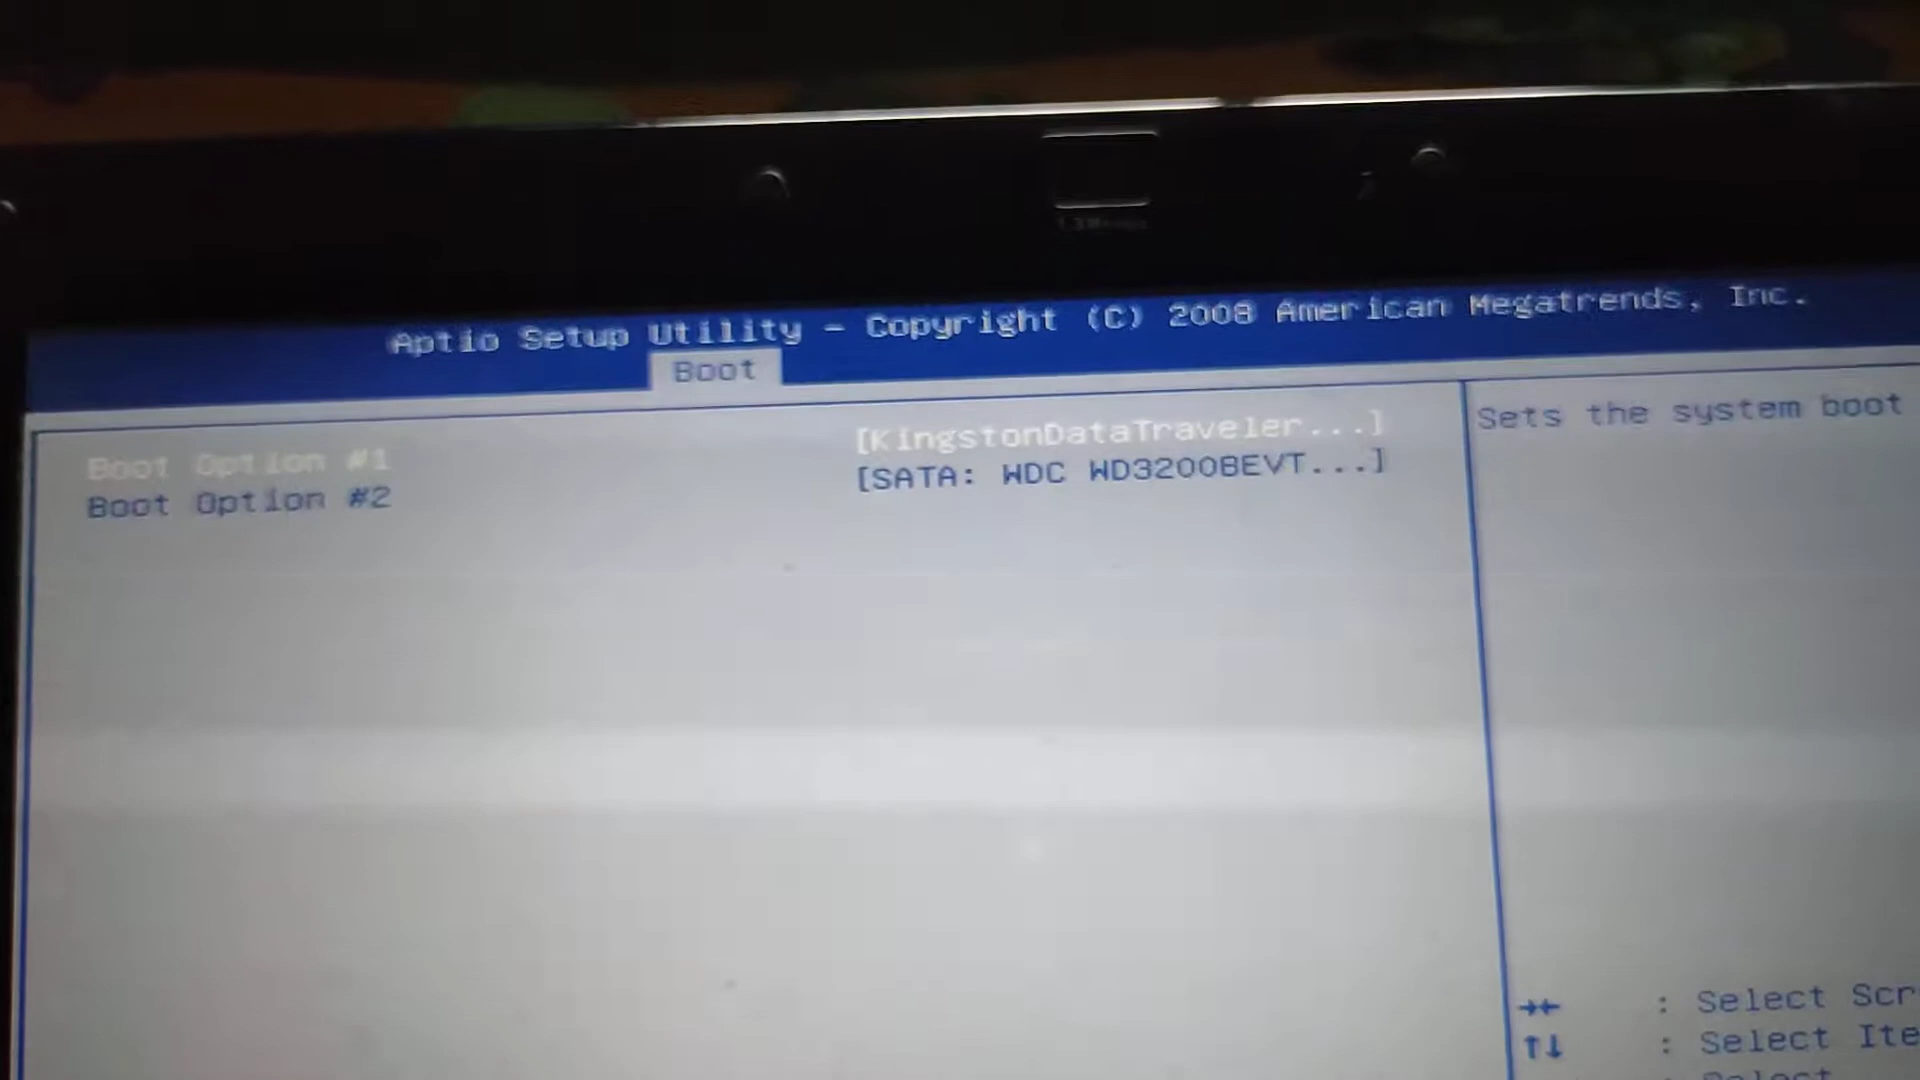 Aptio Setup Utility - Copyright (C) 2008 American Megatrends, Inc.
Boot
Boot Option #1 [KingstonDataTraveler...]
Boot Option #2 [SATA: WDC WD3200BEVT...]
Sets the system boot
→← : Select Scr
↑↓ : Select Ite
: Select